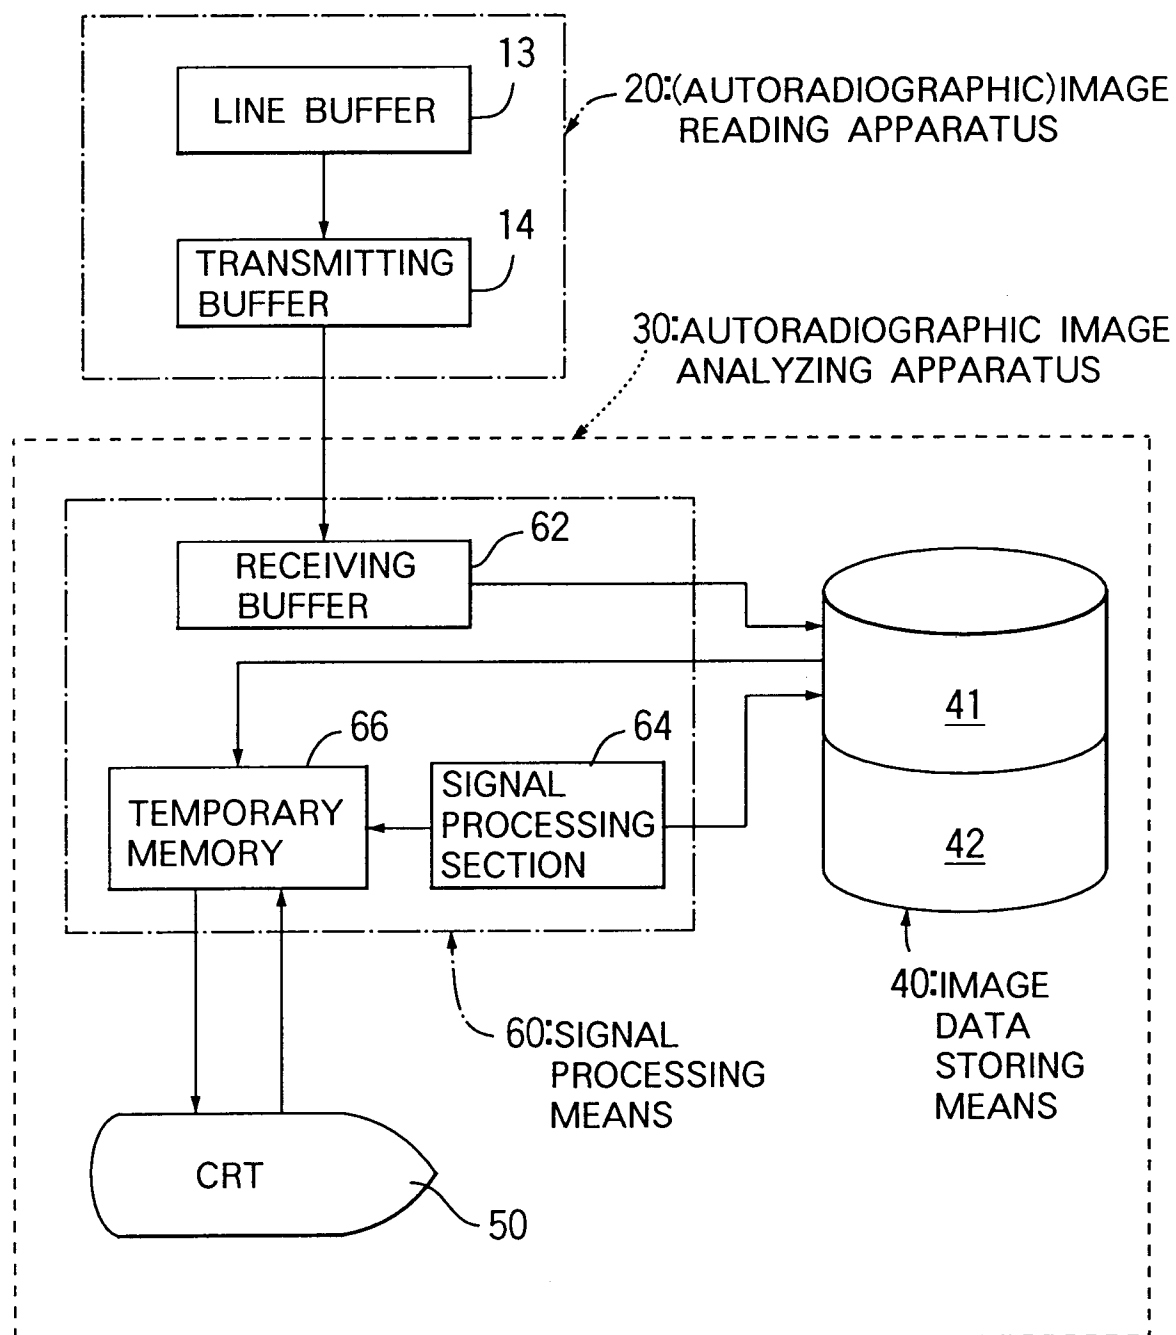 13
LINE BUFFER
20:(AUTORADIOGRAPHIC)IMAGE
READING APPARATUS
14
TRANSMITTING
BUFFER
30:AUTORADIOGRAPHIC IMAGE
ANALYZING APPARATUS
62
RECEIVING
BUFFER
41
66
64
TEMPORARY
MEMORY
SIGNAL
PROCESSING
SECTION
42
40:IMAGE
DATA
STORING
MEANS
60:SIGNAL
PROCESSING
MEANS
CRT
50